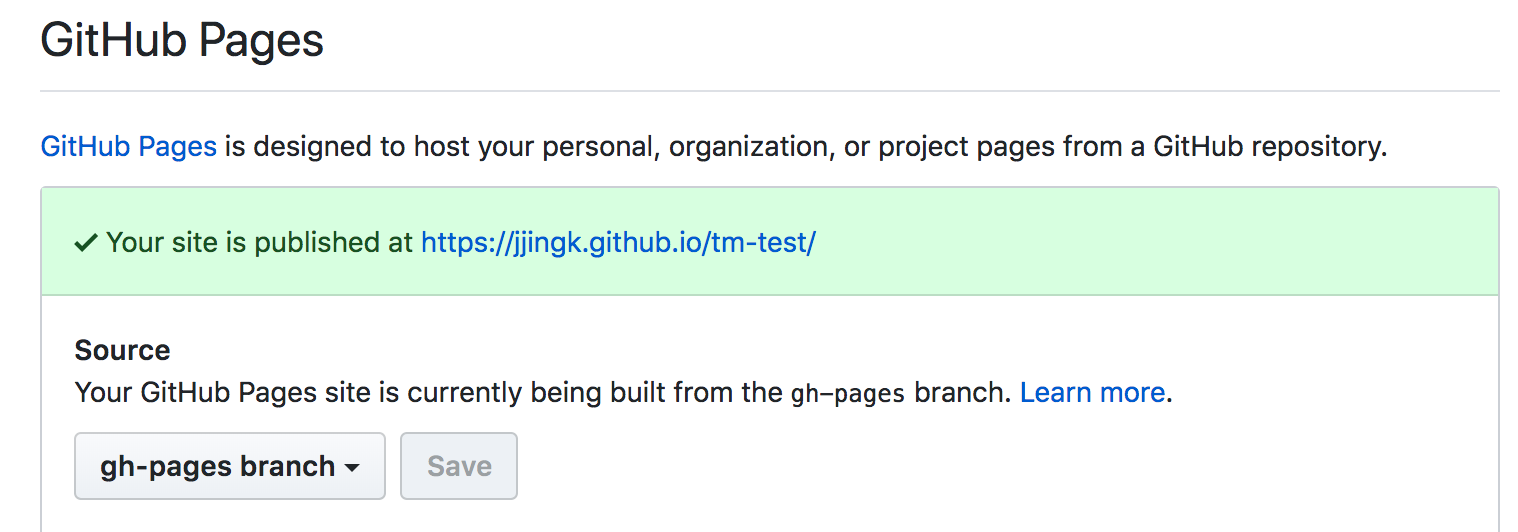 GitHub Pages
GitHub Pages is designed to host your personal, organization, or project pages from a GitHub repository.
Your site is published at https://jjingk.github.io/tm-test/
Source
Your GitHub Pages site is currently being built from the gh-pages branch. Learn more.
gh-pages branch Save